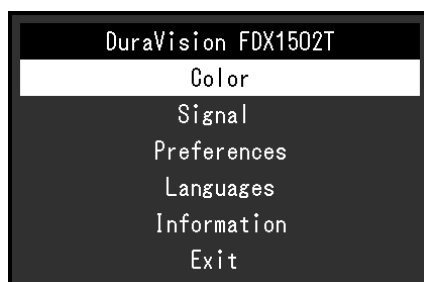 DuraVision FDX1502T
Color
Signal
Preferences
Languages
Information
Exit